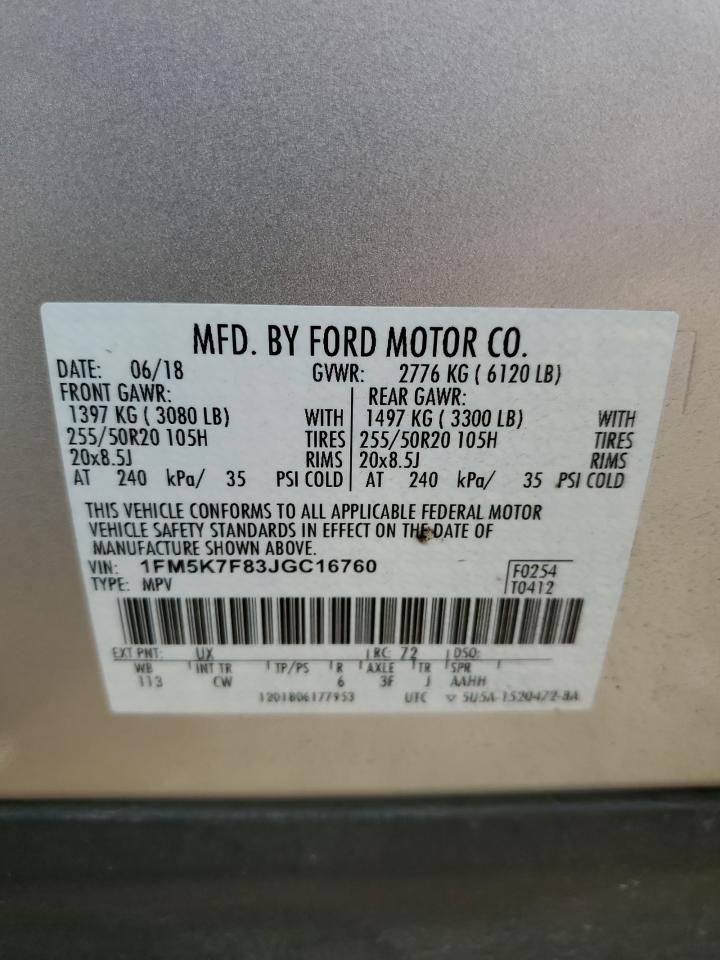 MFD. BY FORD MOTOR CO.
DATE: 06/18 GVWR: 2776 KG ( 6120 LB)
FRONT GAWR: REAR GAWR:
1397 KG ( 3080 LB) WITH 1497 KG ( 3300 LB) WITH
255/50R20 105H TIRES 255/50R20 105H TIRES
20x8.5J RIMS 20x8.5J RIMS
AT 240 kPa/ 35 PSI COLD AT 240 kPa/ 35 PSI COLD
THIS VEHICLE CONFORMS TO ALL APPLICABLE FEDERAL MOTOR
VEHICLE SAFETY STANDARDS IN EFFECT ON THE DATE OF
MANUFACTURE SHOWN ABOVE.
VIN: 1FM5K7F83JGC16760 F0254
TYPE: MPV T0412
EXT PNT: UX RC: 72 DSO:
WB INT TR TP/PS R AXLE TR SPR
113 CW 6 3F J AAHH
1201806177953 UTC ▽ 5U5A-1520472-BA